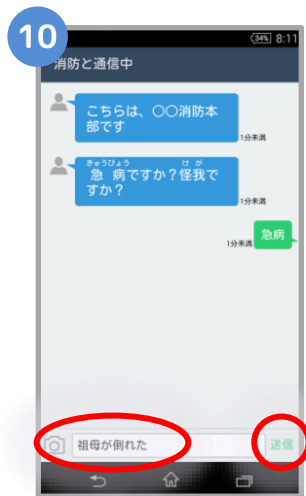 10
34% 8:11
消防と通信中
こちらは、〇〇消防本
部です
1分未満
きゅうびょう けが
急病ですか？怪我で
すか？
1分未満
急病
1分未満
祖母が倒れた
送信